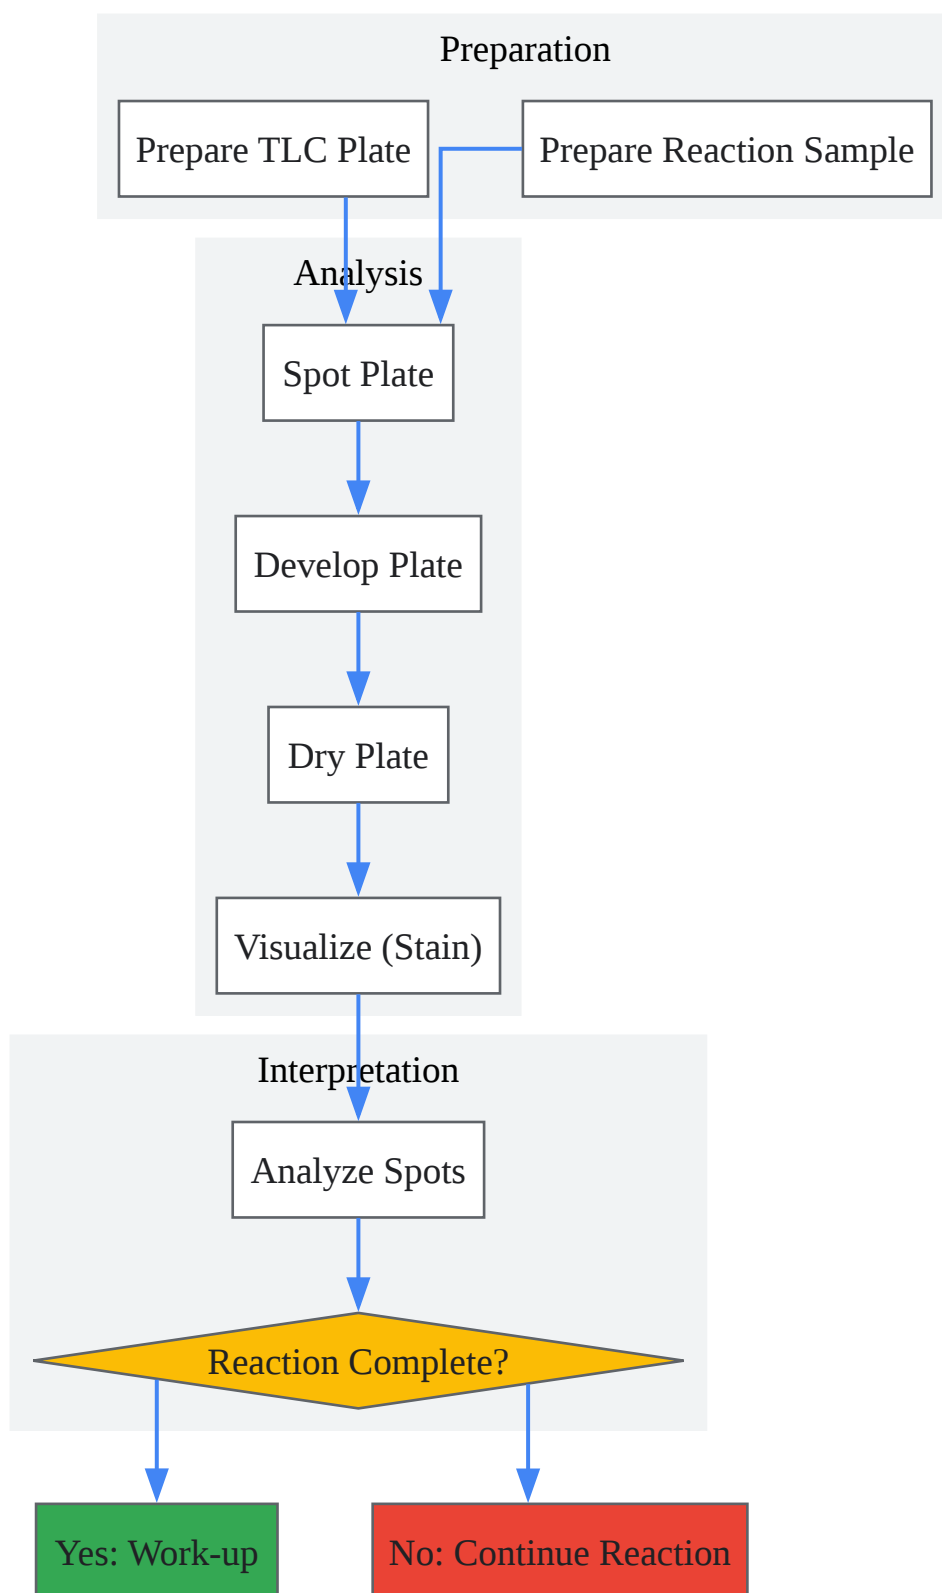 Preparation
Prepare TLC Plate
Prepare Reaction Sample
Analysis
Spot Plate
Develop Plate
Dry Plate
Visualize (Stain)
Interpretation
Analyze Spots
Reaction Complete?
Yes: Work-up
No: Continue Reaction